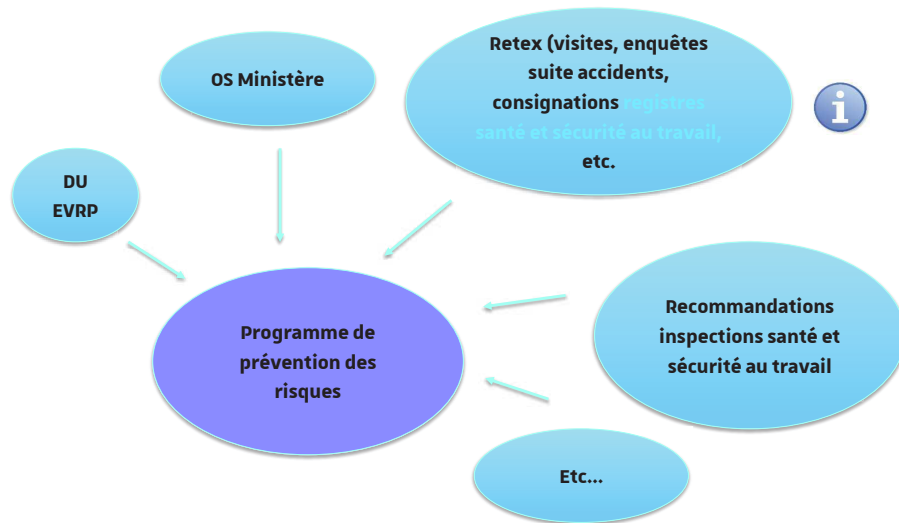 Retex (visites, enquêtes
suite accidents,
consignations registres
santé et sécurité au travail,
etc.
OS Ministère
DU
EVRP
Programme de
prévention des
risques
Recommandations
inspections santé et
sécurité au travail
Etc...